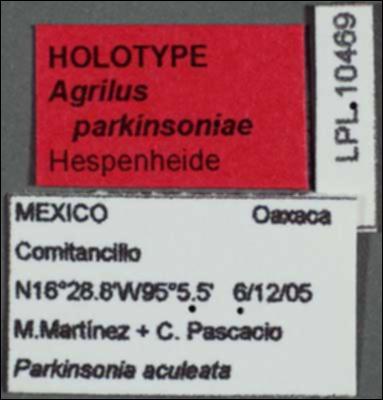 HOLOTYPE
Agrilus
parkinsoniae
Hespenheide
LPL.10469
MEXICO Oaxaca
Comitancillo
N16°28.8'W95°5.5' 6/12/05
M.Martínez + C. Pascacio
Parkinsonia aculeata